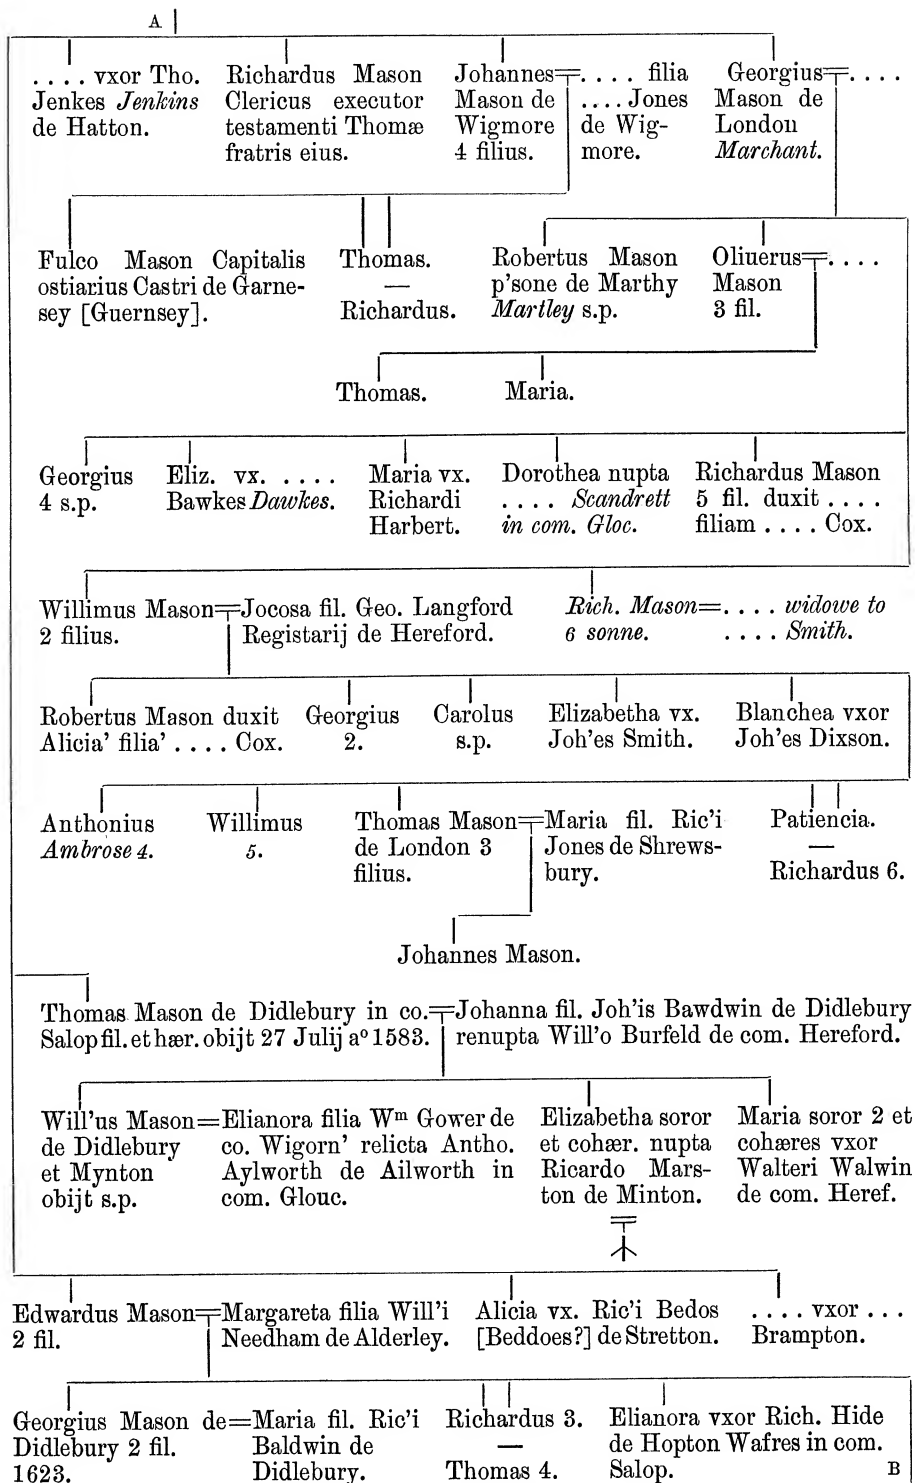 A
. . . . vxor Tho.
Jenkes Jenkins
de Hatton.
Richardus Mason
Clericus executor
testamenti Thomæ
fratris eius.
Johannes
Mason de
Wigmore
4 filius.
. . . . filia
. . . . Jones
de Wig-
more.
Georgius
Mason de
London
Marchant.
. . . .
Fulco Mason Capitalis
ostiarius Castri de Garne-
sey [Guernsey].
Thomas.
—
Richardus.
Robertus Mason
p'sone de Marthy
Martley s.p.
Oliuerus
Mason
3 fil.
. . . .
Thomas.
Maria.
Georgius
4 s.p.
Eliz. vx. . . . .
Bawkes Dawkes.
Maria vx.
Richardi
Harbert.
Dorothea nupta
. . . . Scandrett
in com. Gloc.
Richardus Mason
5 fil. duxit . . . .
filiam . . . . Cox.
Willimus Mason
2 filius.
Jocosa fil. Geo. Langford
Registarij de Hereford.
Rich. Mason=. . . . widowe to
6 sonne. . . . . Smith.
Robertus Mason duxit
Alicia' filia' . . . . Cox.
Georgius
2.
Carolus
s.p.
Elizabetha vx.
Joh'es Smith.
Blanchea vxor
Joh'es Dixson.
Anthonius
Ambrose 4.
Willimus
5.
Thomas Mason
de London 3
filius.
Maria fil. Ric'i
Jones de Shrews-
bury.
Patiencia.
—
Richardus 6.
Johannes Mason.
Thomas Mason de Didlebury in co.
Salop fil. et hær. obijt 27 Julij aº 1583.
Johanna fil. Joh'is Bawdwin de Didlebury
renupta Will'o Burfeld de com. Hereford.
Will'us Mason=
de Didlebury
et Mynton
obijt s.p.
Elianora filia Wᵐ Gower de
co. Wigorn' relicta Antho.
Aylworth de Ailworth in
com. Glouc.
Elizabetha soror
et cohær. nupta
Ricardo Mars-
ton de Minton.
Maria soror 2 et
cohæres vxor
Walteri Walwin
de com. Heref.
Edwardus Mason
2 fil.
Margareta filia Will'i
Needham de Alderley.
Alicia vx. Ric'i Bedos
[Beddoes?] de Stretton.
. . . . vxor . . .
Brampton.
Georgius Mason de=
Didlebury 2 fil.
1623.
Maria fil. Ric'i
Baldwin de
Didlebury.
Richardus 3.
—
Thomas 4.
Elianora vxor Rich. Hide
de Hopton Wafres in com.
Salop.
B